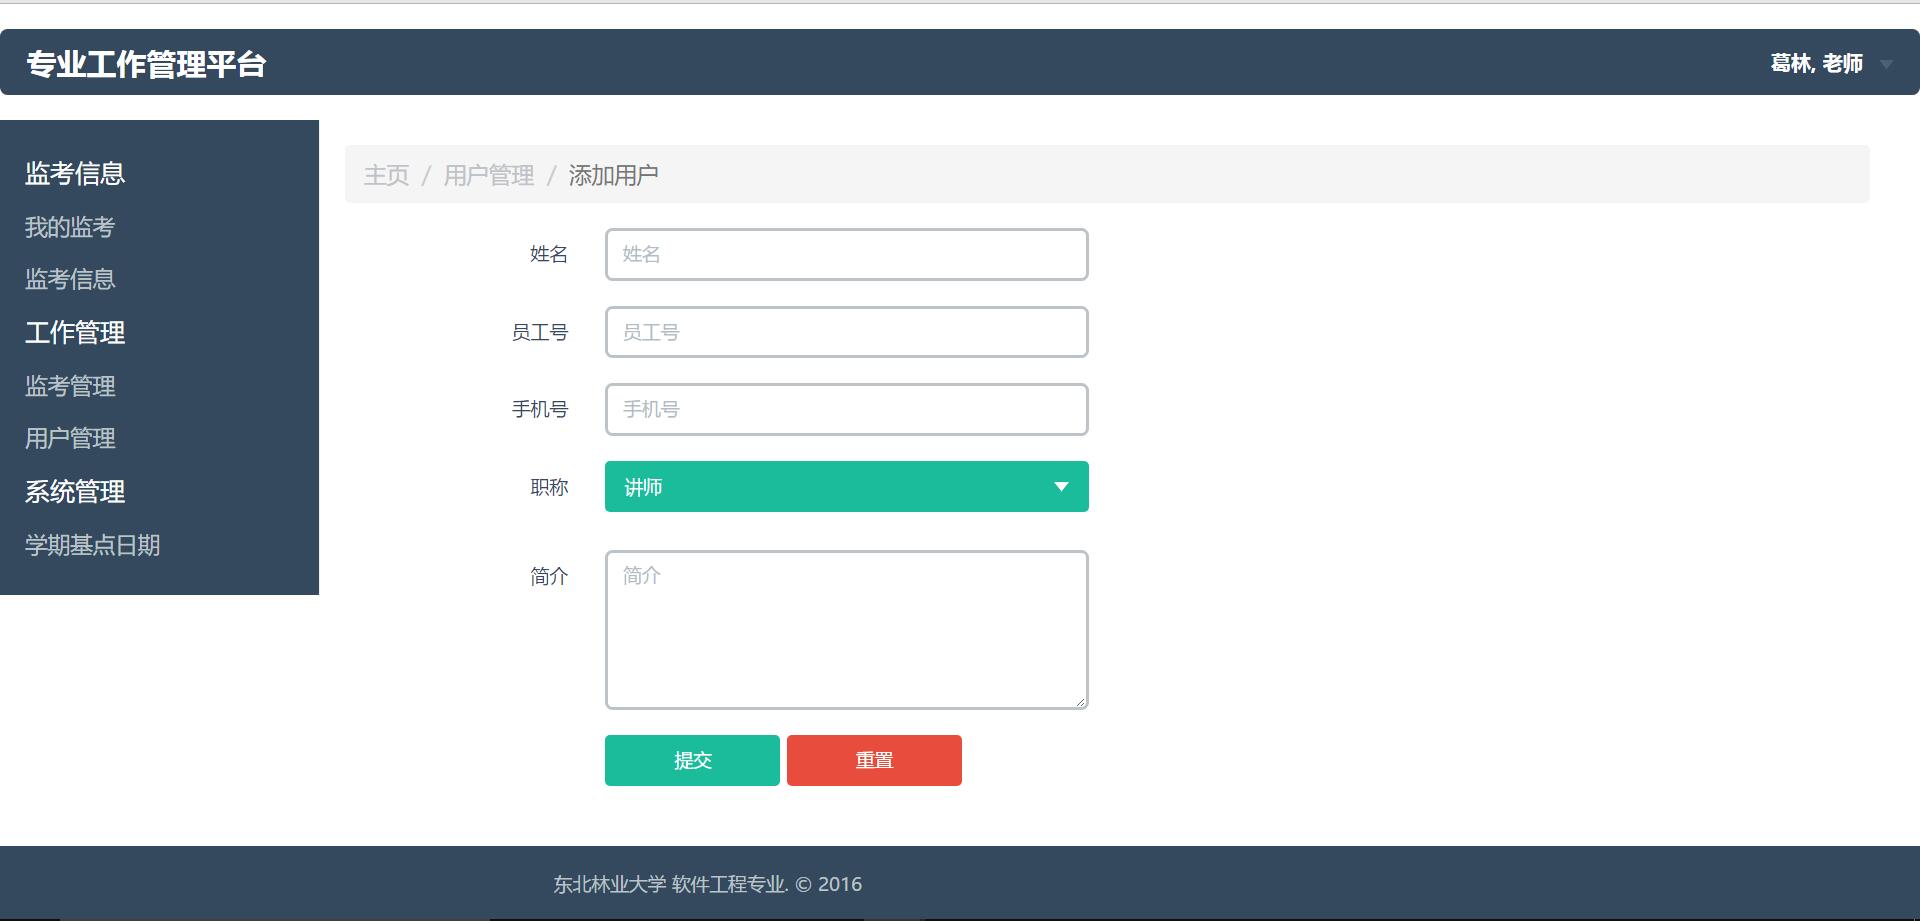 专业工作管理平台
葛林, 老师
监考信息
我的监考
监考信息
工作管理
监考管理
用户管理
系统管理
学期基点日期
主页 / 用户管理 / 添加用户
姓名 姓名
员工号 员工号
手机号 手机号
职称 讲师
简介 简介
提交 重置
东北林业大学 软件工程专业. © 2016